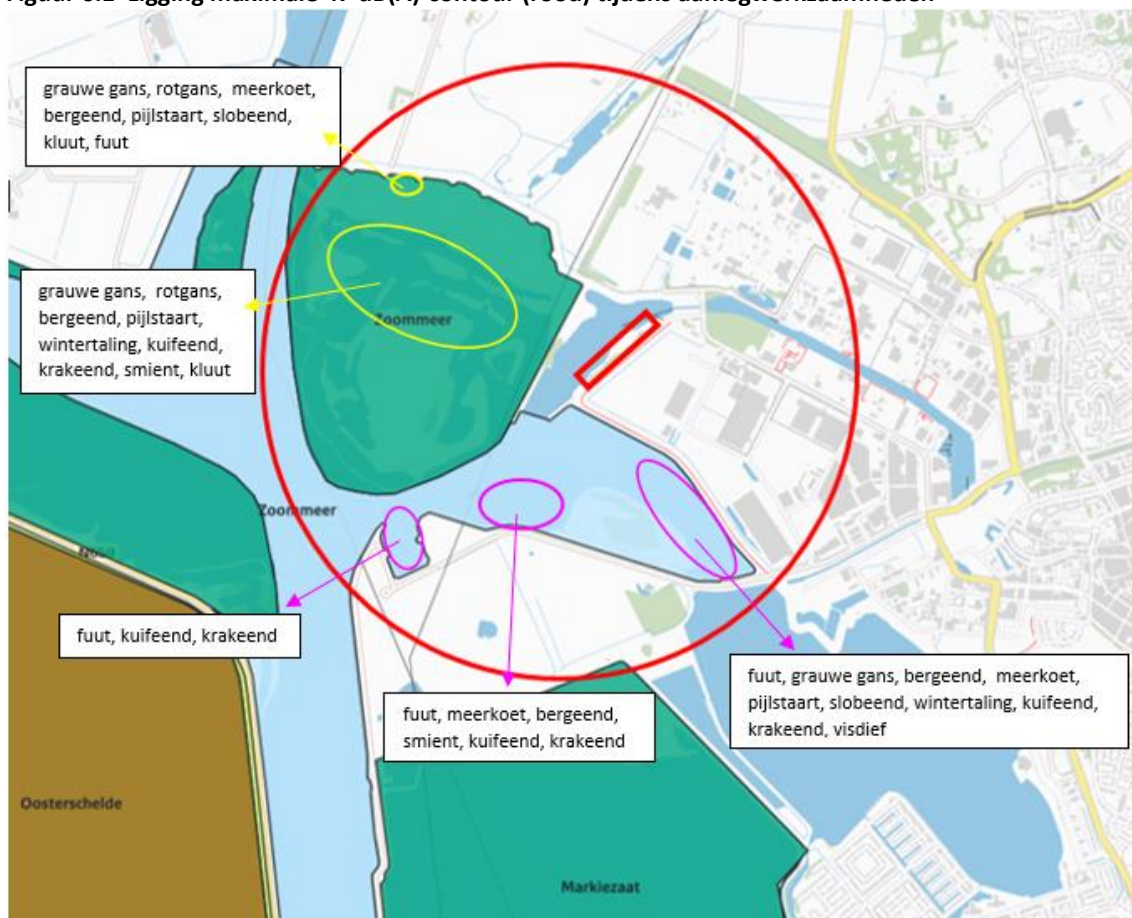 grauwe gans, rotgans, meerkoet,
bergeend, pijlstaart, slobeend,
kluut, fuut
grauwe gans, rotgans,
bergeend, pijlstaart,
wintertaling, kuifeend,
krakeend, smient, kluut
Zoommeer
Zoommeer
fuut, kuifeend, krakeend
fuut, meerkoet, bergeend,
smient, kuifeend, krakeend
fuut, grauwe gans, bergeend, meerkoet,
pijlstaart, slobeend, wintertaling, kuifeend,
krakeend, visdief
Oosterschelde
Markiezaat